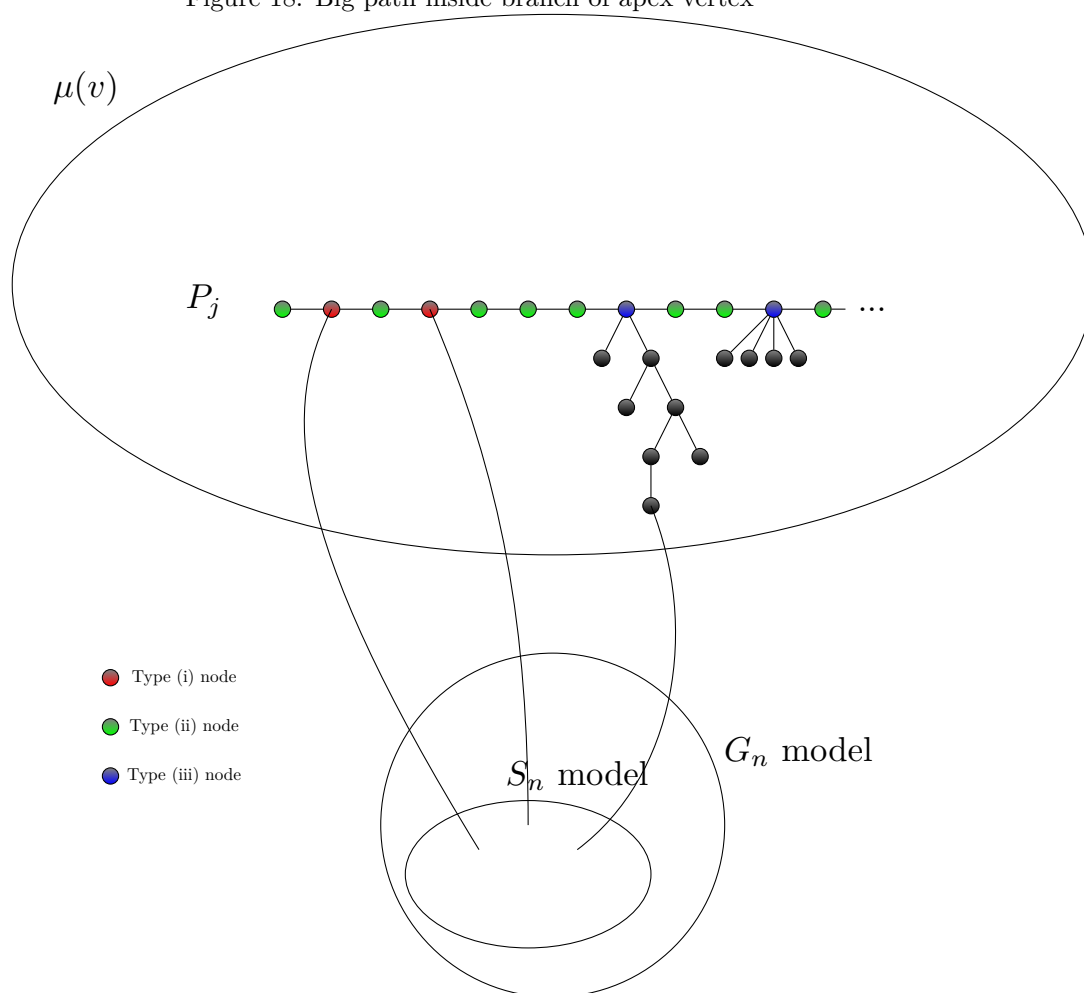 Figure 18: Big path inside branch of apex vertex
μ(v)
P_j
...
Type (i) node
Type (ii) node
Type (iii) node
S_n model
G_n model